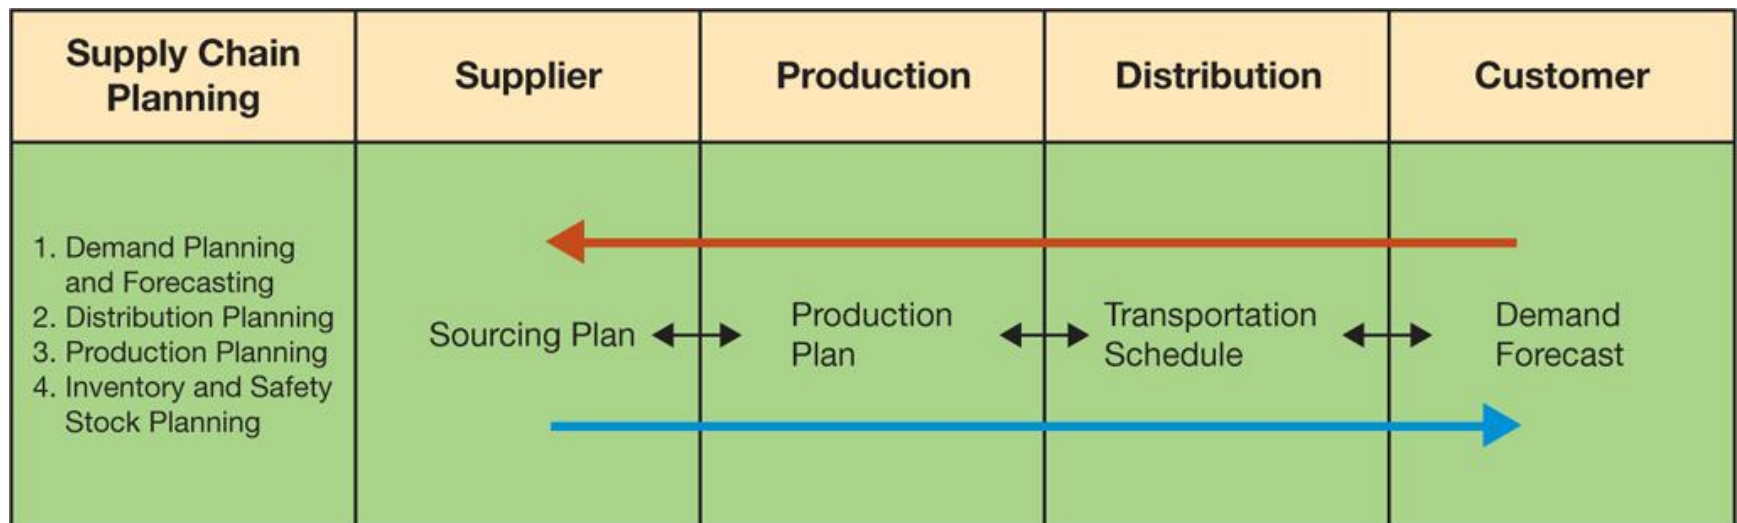 Supply Chain
Planning
Supplier
Production
Distribution
Customer
1. Demand Planning
and Forecasting
2. Distribution Planning
3. Production Planning
4. Inventory and Safety
Stock Planning
Sourcing Plan
Production
Plan
Transportation
Schedule
Demand
Forecast